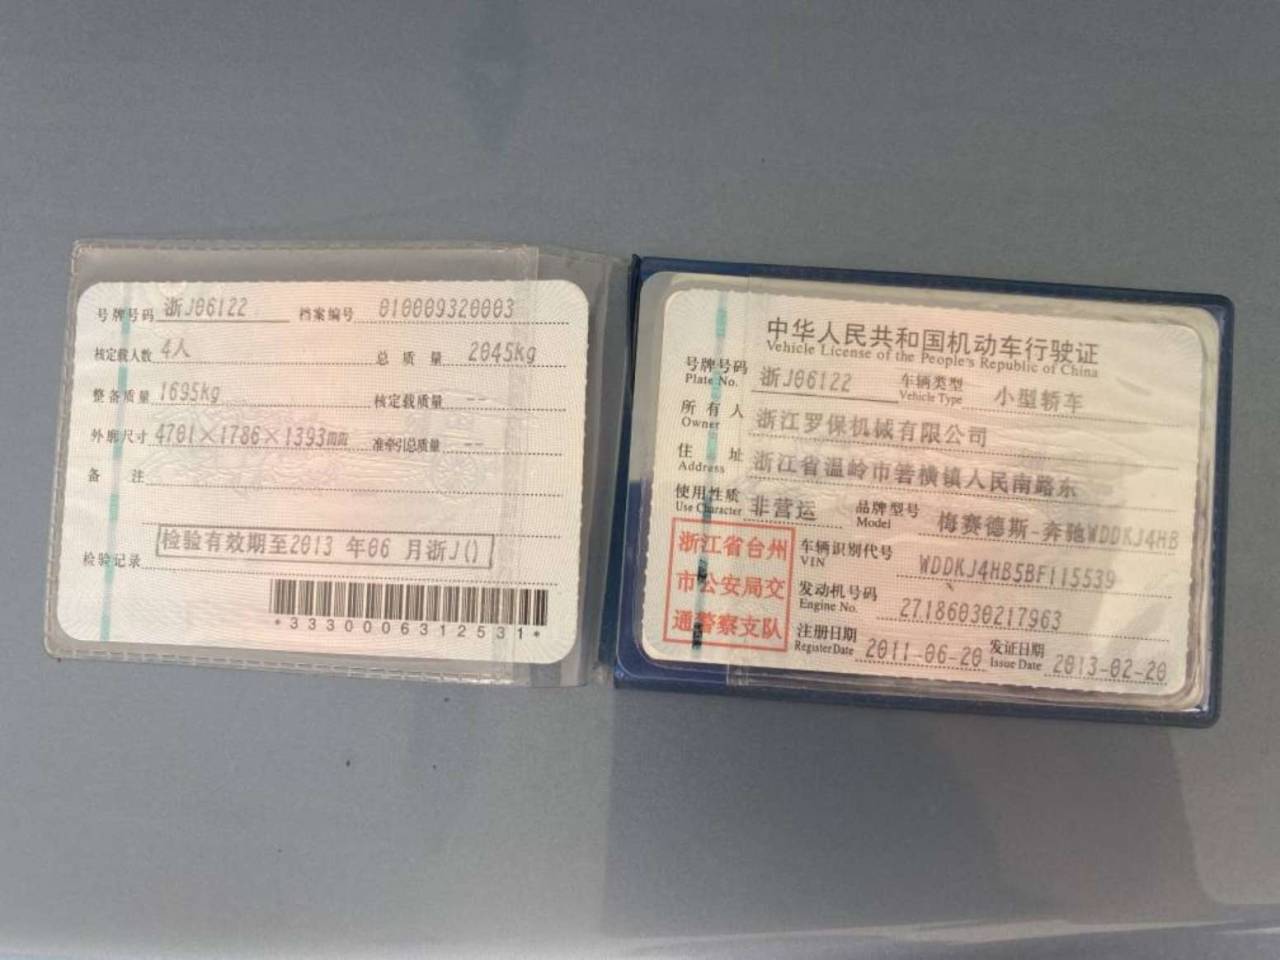 号牌号码 浙J06122 档案编号 010009320003
核定载人数 4人 总质量 2045kg
整备质量 1695kg 核定载质量 --
外廓尺寸 4701×1786×1393mm 准牵引总质量 --
备注
检验记录 检验有效期至2013 年06 月浙J()
*3330006312531*
中华人民共和国机动车行驶证
Vehicle License of the People's Republic of China
号牌号码 浙J06122 车辆类型 小型轿车
Plate No. Vehicle Type
所有人 浙江罗保机械有限公司
Owner
住址 浙江省温岭市箬横镇人民南路东
Address
使用性质 非营运 品牌型号 梅赛德斯-奔驰WDDKJ4HB
Use Character Model
浙江省台州
市公安局交
通警察支队
车辆识别代号 WDDKJ4HB5BF115539
VIN
发动机号码 27186030217963
Engine No.
注册日期 2011-06-20 发证日期 2013-02-20
Register Date Issue Date